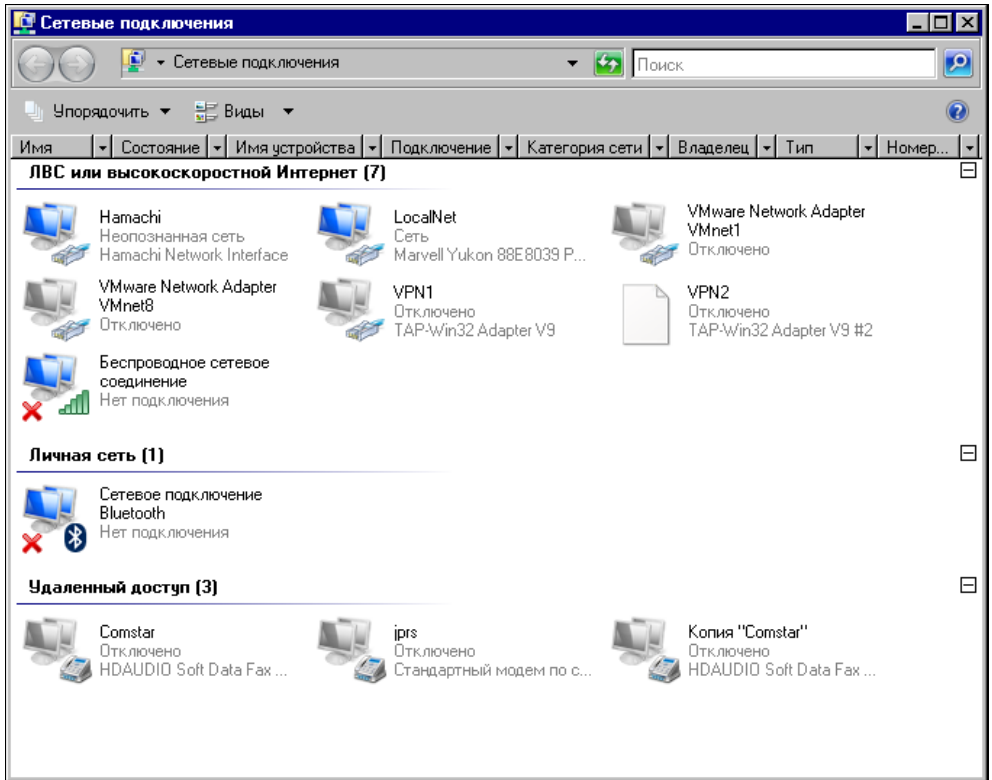 Сетевые подключения
Сетевые подключения
Поиск
Упорядочить Виды
Имя Состояние Имя устройства Подключение Категория сети Владелец Тип Номер...
ЛВС или высокоскоростной Интернет (7)
Hamachi
Неопознанная сеть
Hamachi Network Interface
LocalNet
Сеть
Marvell Yukon 88E8039 P...
VMware Network Adapter
VMnet1
Отключено
VMware Network Adapter
VMnet8
Отключено
VPN1
Отключено
TAP-Win32 Adapter V9
VPN2
Отключено
TAP-Win32 Adapter V9 #2
Беспроводное сетевое
соединение
Нет подключения
Личная сеть (1)
Сетевое подключение
Bluetooth
Нет подключения
Удаленный доступ (3)
Comstar
Отключено
HDAUDIO Soft Data Fax ...
jprs
Отключено
Стандартный модем по с...
Копия "Comstar"
Отключено
HDAUDIO Soft Data Fax ...